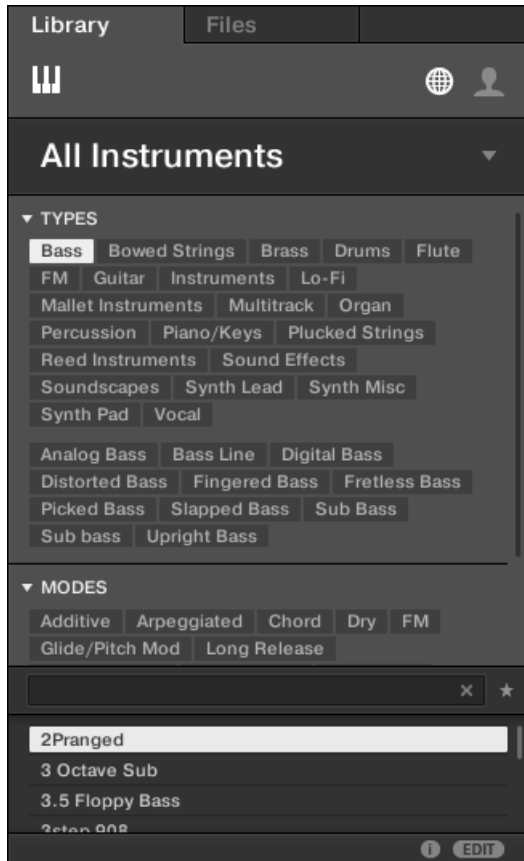 Library Files
All Instruments
TYPES
Bass Bowed Strings Brass Drums Flute
FM Guitar Instruments Lo-Fi
Mallet Instruments Multitrack Organ
Percussion Piano/Keys Plucked Strings
Reed Instruments Sound Effects
Soundscapes Synth Lead Synth Misc
Synth Pad Vocal
Analog Bass Bass Line Digital Bass
Distorted Bass Fingered Bass Fretless Bass
Picked Bass Slapped Bass Sub Bass
Sub bass Upright Bass
MODES
Additive Arpeggiated Chord Dry FM
Glide/Pitch Mod Long Release
2Pranged
3 Octave Sub
3.5 Floppy Bass
3step 908
i EDIT